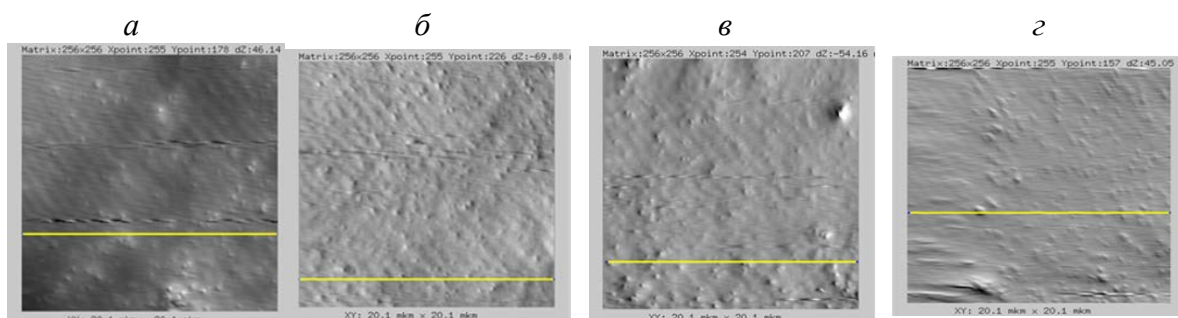 а б в г
Matrix:256x256 Xpoint:255 Ypoint:178 dZ:46.14
Matrix:256x256 Xpoint:255 Ypoint:226 dZ:-69.88
Matrix:256x256 Xpoint:254 Ypoint:207 dZ:-54.16
Matrix:256x256 Xpoint:255 Ypoint:157 dZ:45.05
XY: 20.1 mkm x 20.1 mkm
XY: 20.1 mkm x 20.1 mkm
XY: 20.1 mkm x 20.1 mkm